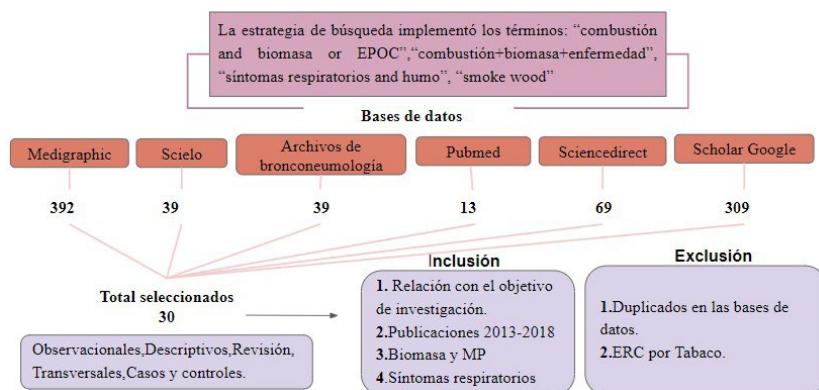 La estrategia de búsqueda implementó los términos: “combustión
and biomasa or EPOC”,“combustión+biomasa+enfermedad”,
“síntomas respiratorios and humo”, “smoke wood”
Bases de datos
Medigraphic
Scielo
Archivos de
bronconeumología
Pubmed
Sciencedirect
Scholar Google
392
39
39
13
69
309
Total seleccionados
30
Observacionales,Descriptivos,Revisión,
Transversales,Casos y controles.
Inclusión
1. Relación con el objetivo
de investigación.
2.Publicaciones 2013-2018
3.Biomasa y MP
4.Síntomas respiratorios
Exclusión
1.Duplicados en las bases de
datos.
2.ERC por Tabaco.